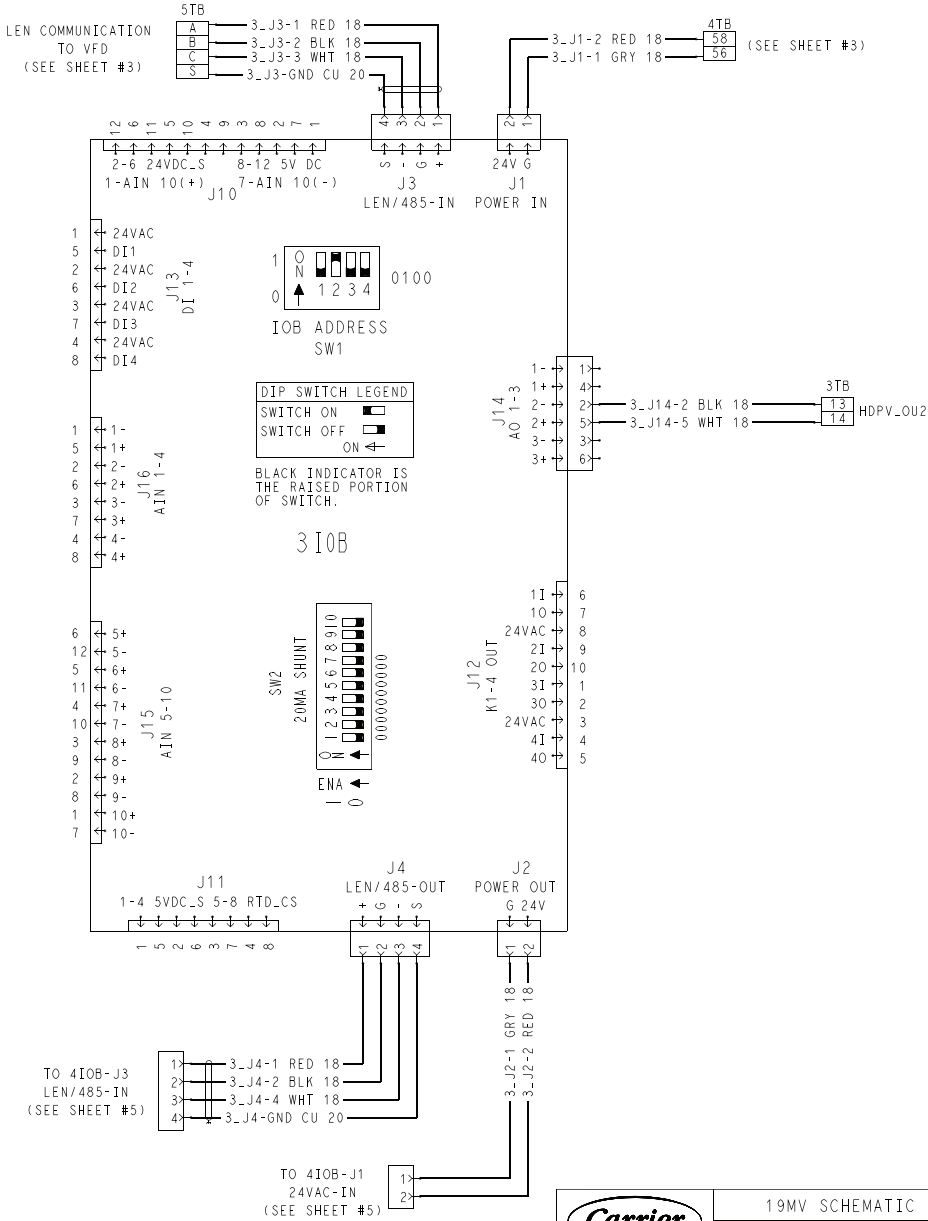 5TB
LEN COMMUNICATION
TO VFD
(SEE SHEET #3)
A
B
C
S
3_J3-1 RED 18
3_J3-2 BLK 18
3_J3-3 WHT 18
3_J3-GND CU 20
4TB
3_J1-2 RED 18
58
3_J1-1 GRY 18
56
(SEE SHEET #3)
12 6 11 5 10 4 9 3 8 2 7 1
2-6 24VDC_S 8-12 5V DC
1-AIN 10(+) 7-AIN 10(-)
J10
4 3 2 1
S - G +
J3
LEN/485-IN
2 1
24V G
J1
POWER IN
1 24VAC
5 DI1
2 24VAC
6 DI2
3 24VAC
7 DI3
4 24VAC
8 DI4
J13
DI 1-4
1
0
ON
1 2 3 4
0100
IOB ADDRESS
SW1
DIP SWITCH LEGEND
SWITCH ON
SWITCH OFF
ON
BLACK INDICATOR IS
THE RAISED PORTION
OF SWITCH.
3IOB
1 1-
5 1+
2 2-
6 2+
3 3-
7 3+
4 4-
8 4+
J16
AIN 1-4
J14
AO 1-3
1- 1
1+ 4
2- 2
2+ 5
3- 3
3+ 6
3_J14-2 BLK 18
3_J14-5 WHT 18
3TB
13
14
HDPV_OU2
6 5+
12 5-
5 6+
11 6-
4 7+
10 7-
3 8+
9 8-
2 9+
8 9-
1 10+
7 10-
J15
AIN 5-10
SW2
20MA SHUNT
1 2 3 4 5 6 7 8 9 10
0000000000
ON
ENA
1 0
J12
K1-4 OUT
1I 6
1O 7
24VAC 8
2I 9
2O 10
3I 1
3O 2
24VAC 3
4I 4
4O 5
J11
1-4 5VDC_S 5-8 RTD_CS
1 5 2 6 3 7 4 8
J4
LEN/485-OUT
+ G - S
1 2 3 4
J2
POWER OUT
G 24V
1 2
3_J2-1 GRY 18
3_J2-2 RED 18
TO 4IOB-J3
LEN/485-IN
(SEE SHEET #5)
1
2
3
4
3_J4-1 RED 18
3_J4-2 BLK 18
3_J4-4 WHT 18
3_J4-GND CU 20
TO 4IOB-J1
24VAC-IN
(SEE SHEET #5)
1
2
Carrier
19MV SCHEMATIC